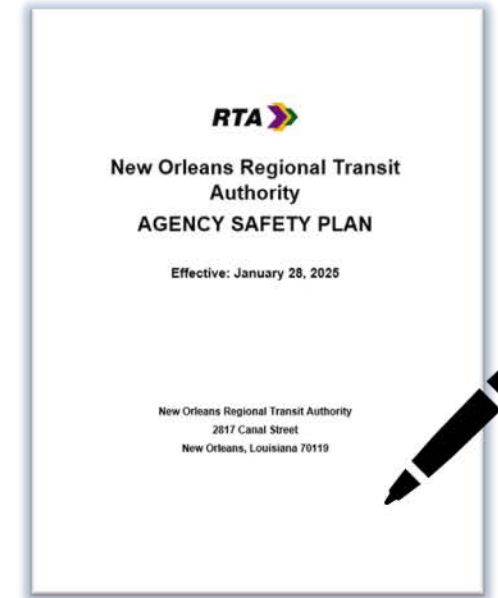 RTA
New Orleans Regional Transit
Authority
AGENCY SAFETY PLAN
Effective: January 28, 2025
New Orleans Regional Transit Authority
2817 Canal Street
New Orleans, Louisiana 70119